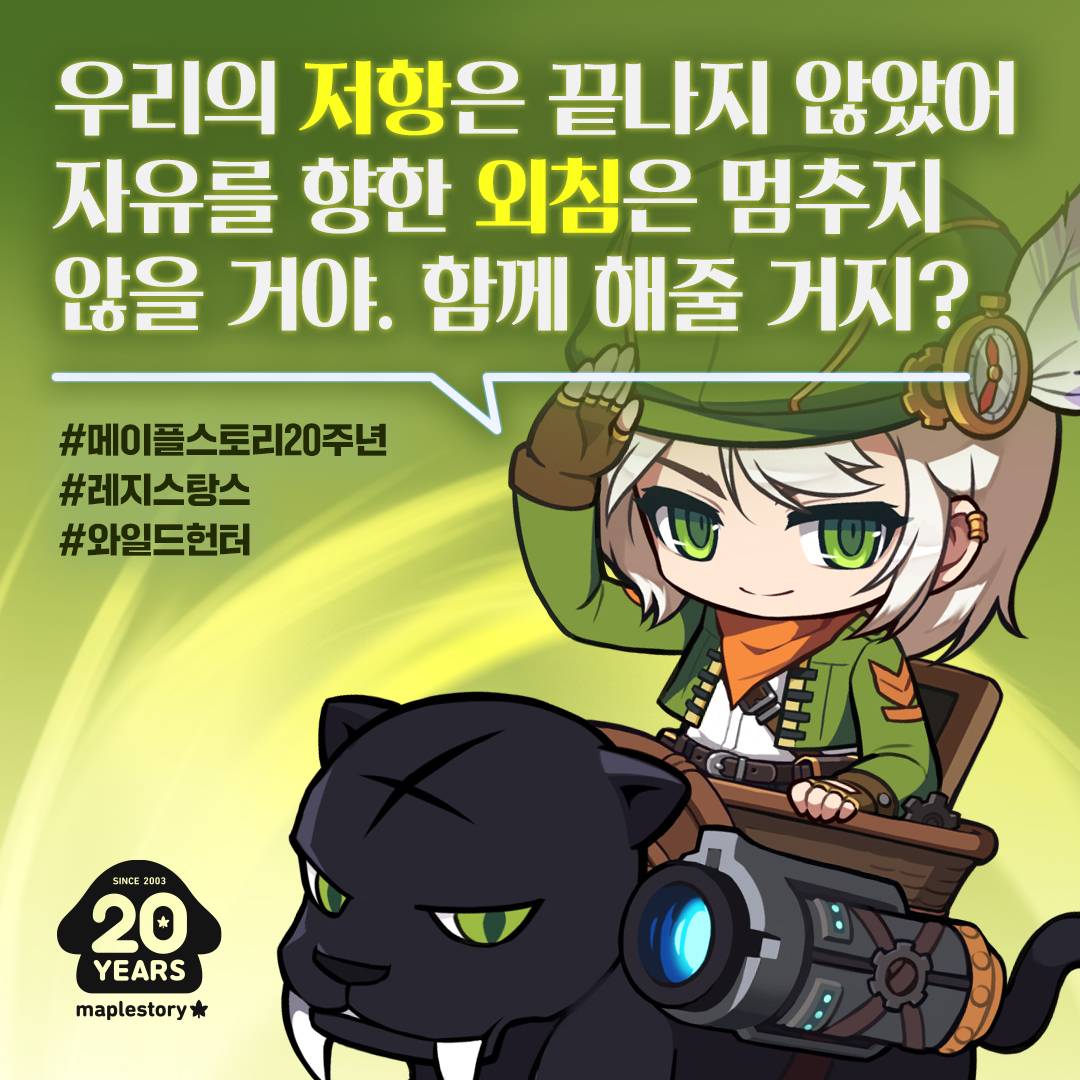 우리의 저항은 끝나지 않았어
자유를 향한 외침은 멈추지
않을 거야. 함께 해줄 거지?
#메이플스토리20주년
#레지스탕스
#와일드헌터
SINCE 2003
20
YEARS
maplestory